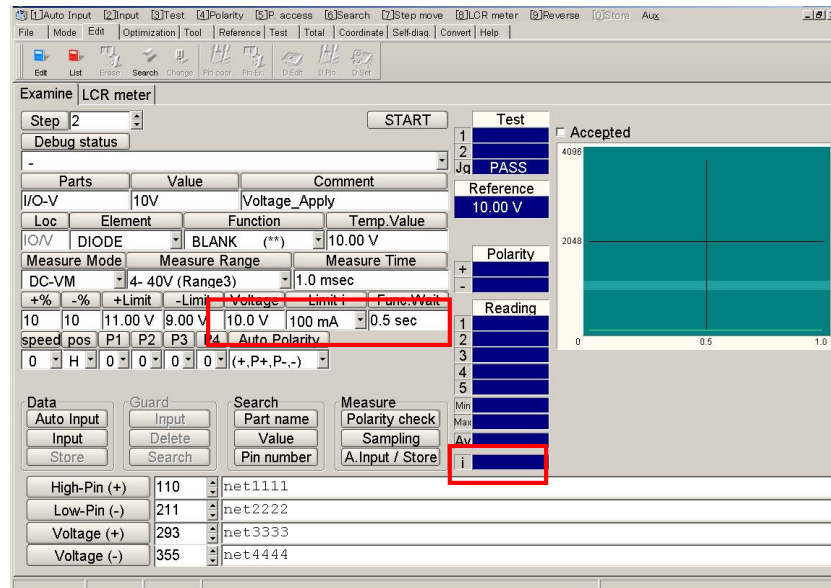 [1]Auto Input [2]Input [3]Test [4]Polarity [5]P. access [6]Search [7]Step move [8]LCR meter [9]Reverse [0]Store Aux
File Mode Edit Optimization Tool Reference Test Total Coordinate Self-diag. Convert Help
Edit List Erase Search Change Pin coor. Pin Er. D.Edit D.Pin D.Set
Examine LCR meter
Step 2 START
Debug status
-
Parts Value Comment
I/O-V 10V Voltage_Apply
Loc Element Function Temp.Value
IO/V DIODE BLANK (**) 10.00 V
Measure Mode Measure Range Measure Time
DC-VM 4- 40V (Range3) 1.0 msec
+% -% +Limit -Limit Voltage Limit i Func.Wait
10 10 11.00 V 9.00 V 10.0 V 100 mA 0.5 sec
speed pos P1 P2 P3 P4 Auto Polarity
0 H 0 0 0 0 (+,P+,P-,-)
Data Guard Search Measure
Auto Input Input Part name Polarity check
Input Delete Value Sampling
Store Search Pin number A.Input / Store
High-Pin (+) 110 net1111
Low-Pin (-) 211 net2222
Voltage (+) 293 net3333
Voltage (-) 355 net4444
Test
1
2
Jg PASS
Reference
10.00 V
Polarity
+
-
Reading
1
2
3
4
5
Min
Max
Av
i
Accepted
4096
2048
0 0.5 1.0